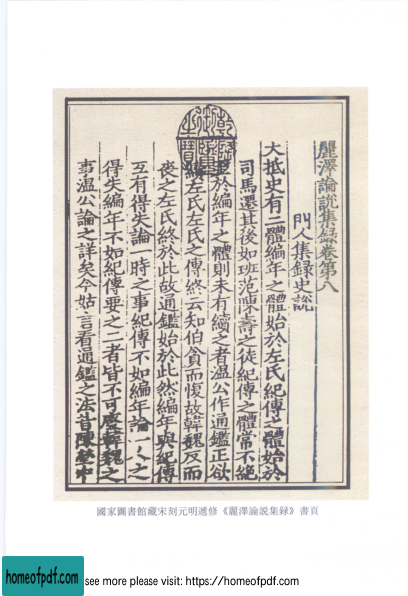 乾隆御覽之寶
麗澤論說集錄卷第八
門人集錄史說
大抵史有二體編年之體始於左氏紀傳之體始於
司馬遷其後如班范陳壽之徒紀傳之體常不絕
至於編年之體則未有續之者溫公作通鑑正欲
續左氏左氏之傳終云知伯貪而愎故韓魏反而
喪之左氏終於此故通鑑始於此然編年與紀傳
互有得失論一時之事紀傳不如編年論一人之
得失編年不如紀傳要之二者皆不可廢韓魏之
事溫公論之詳矣今姑言看通鑑之法昔陳瑩中
國家圖書館藏宋刻元明遞修《麗澤論說集録》書頁
homeofpdf.com see more please visit: https://homeofpdf.com